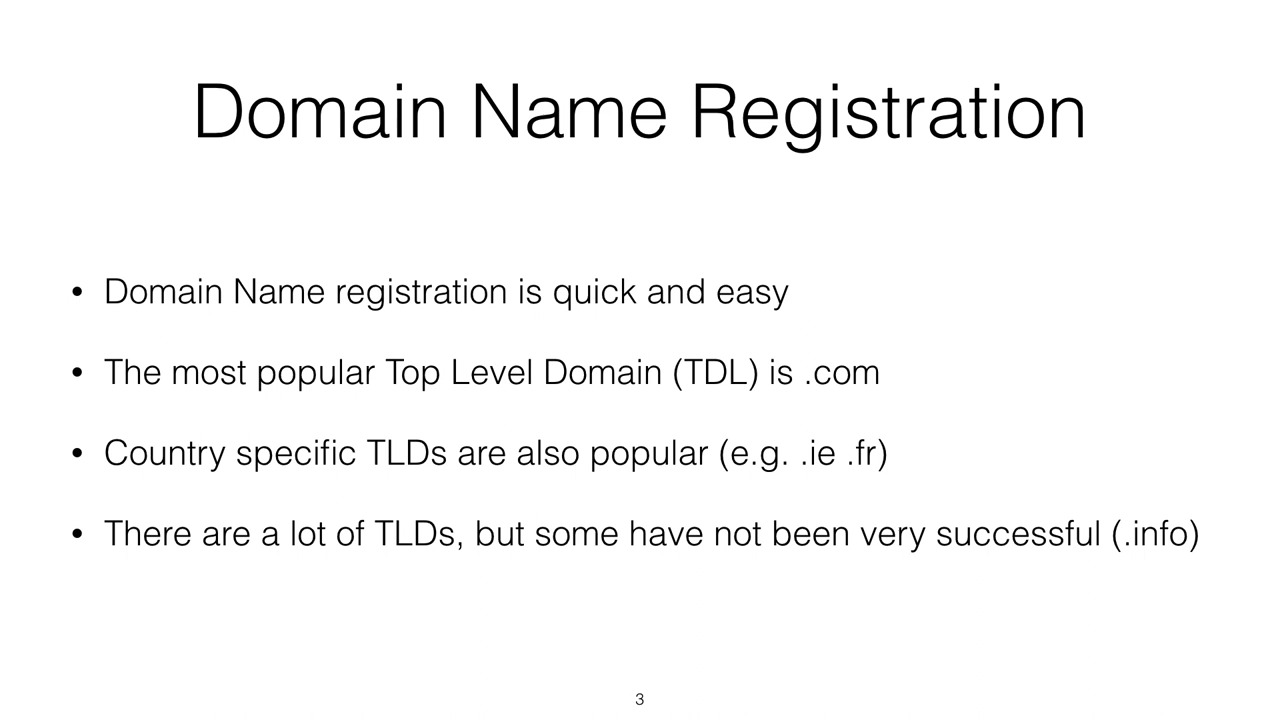 Domain Name Registration
• Domain Name registration is quick and easy
• The most popular Top Level Domain (TDL) is .com
• Country specific TLDs are also popular (e.g. .ie .fr)
• There are a lot of TLDs, but some have not been very successful (.info)
3